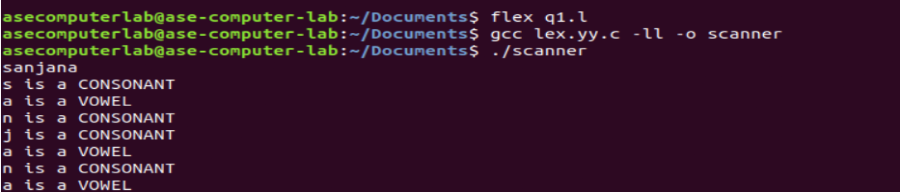 asecomputerlab@ase-computer-lab:~/Documents$ flex q1.l
asecomputerlab@ase-computer-lab:~/Documents$ gcc lex.yy.c -ll -o scanner
asecomputerlab@ase-computer-lab:~/Documents$ ./scanner
sanjana
s is a CONSONANT
a is a VOWEL
n is a CONSONANT
j is a CONSONANT
a is a VOWEL
n is a CONSONANT
a is a VOWEL